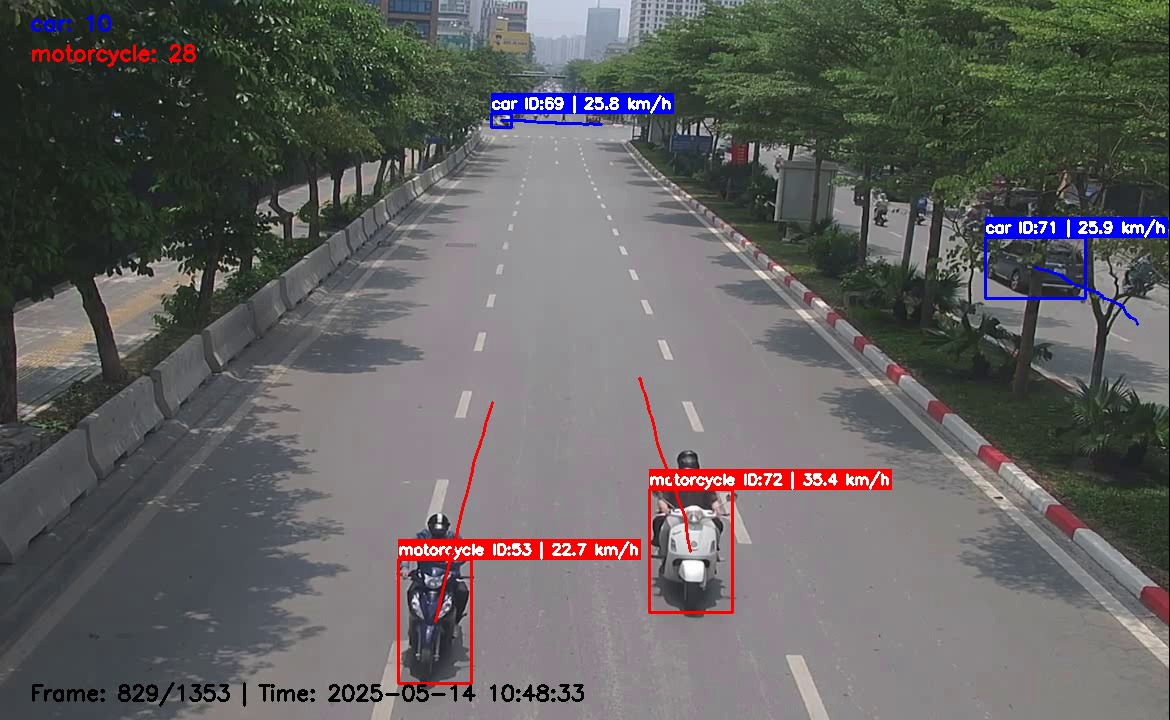 car: 10
motorcycle: 28
car ID:69 | 25.8 km/h
car ID:71 | 25.9 km/h
motorcycle ID:72 | 35.4 km/h
motorcycle ID:53 | 22.7 km/h
Frame: 829/1353 | Time: 2025-05-14 10:48:33